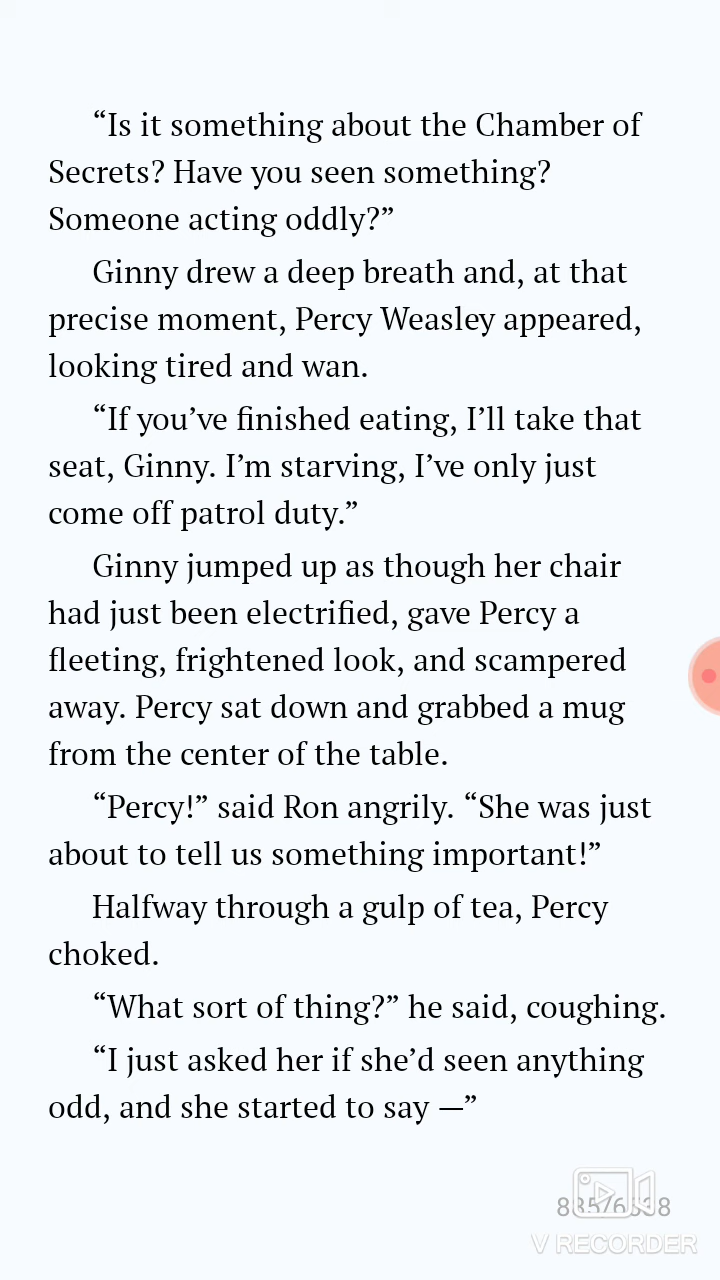 “Is it something about the Chamber of
Secrets? Have you seen something?
Someone acting oddly?”
Ginny drew a deep breath and, at that
precise moment, Percy Weasley appeared,
looking tired and wan.
“If you’ve finished eating, I’ll take that
seat, Ginny. I’m starving, I’ve only just
come off patrol duty.”
Ginny jumped up as though her chair
had just been electrified, gave Percy a
fleeting, frightened look, and scampered
away. Percy sat down and grabbed a mug
from the center of the table.
“Percy!” said Ron angrily. “She was just
about to tell us something important!”
Halfway through a gulp of tea, Percy
choked.
“What sort of thing?” he said, coughing.
“I just asked her if she’d seen anything
odd, and she started to say —”
V RECORDER